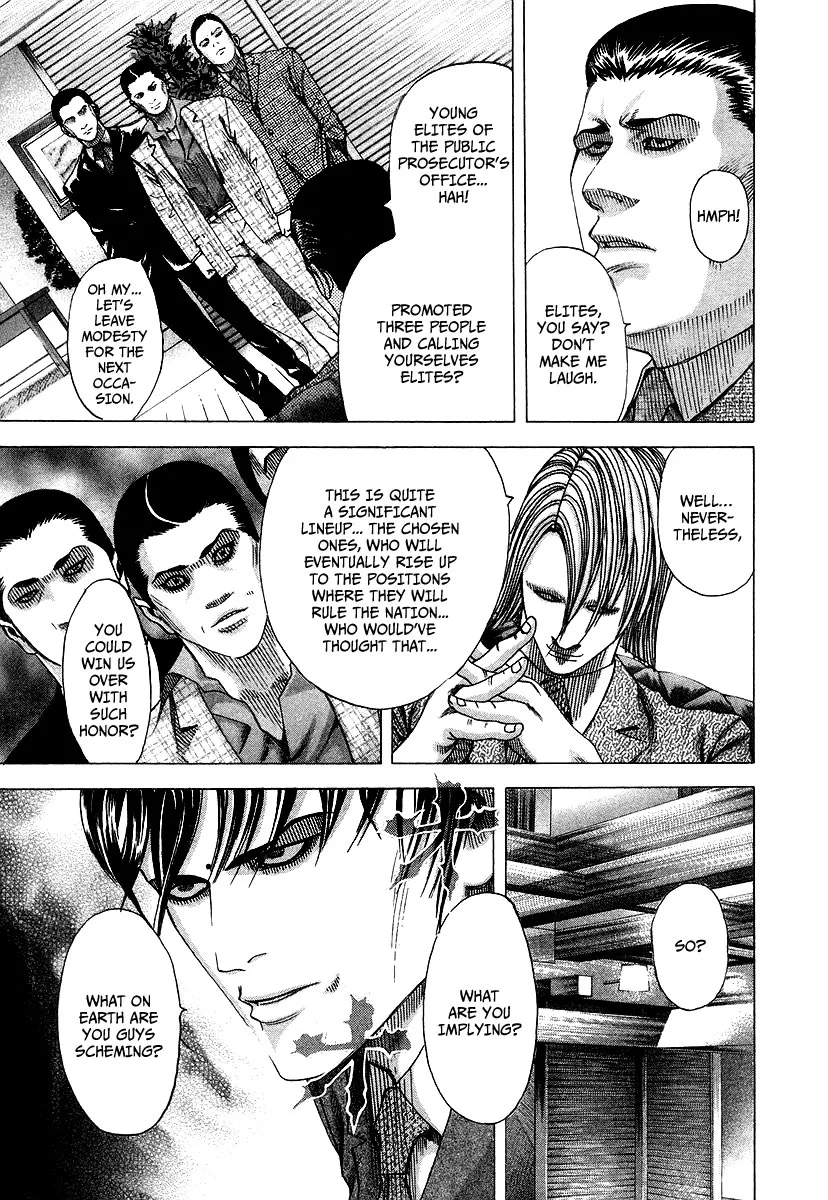 HMPH!
ELITES,
YOU SAY?
DON'T
MAKE ME
LAUGH.
YOUNG
ELITES OF
THE PUBLIC
PROSECUTOR'S
OFFICE...
HAH!
PROMOTED
THREE PEOPLE
AND CALLING
YOURSELVES
ELITES?
OH MY...
LET'S
LEAVE
MODESTY
FOR THE
NEXT
OCCA-
SION.
WELL...
NEVER-
THELESS,
THIS IS QUITE
A SIGNIFICANT
LINEUP... THE CHOSEN
ONES, WHO WILL
EVENTUALLY RISE UP
TO THE POSITIONS
WHERE THEY WILL
RULE THE NATION...
WHO WOULD'VE
THOUGHT THAT...
YOU
COULD
WIN US
OVER
WITH
SUCH
HONOR?
SO?
WHAT
ARE YOU
IMPLYING?
WHAT ON
EARTH ARE
YOU GUYS
SCHEMING?